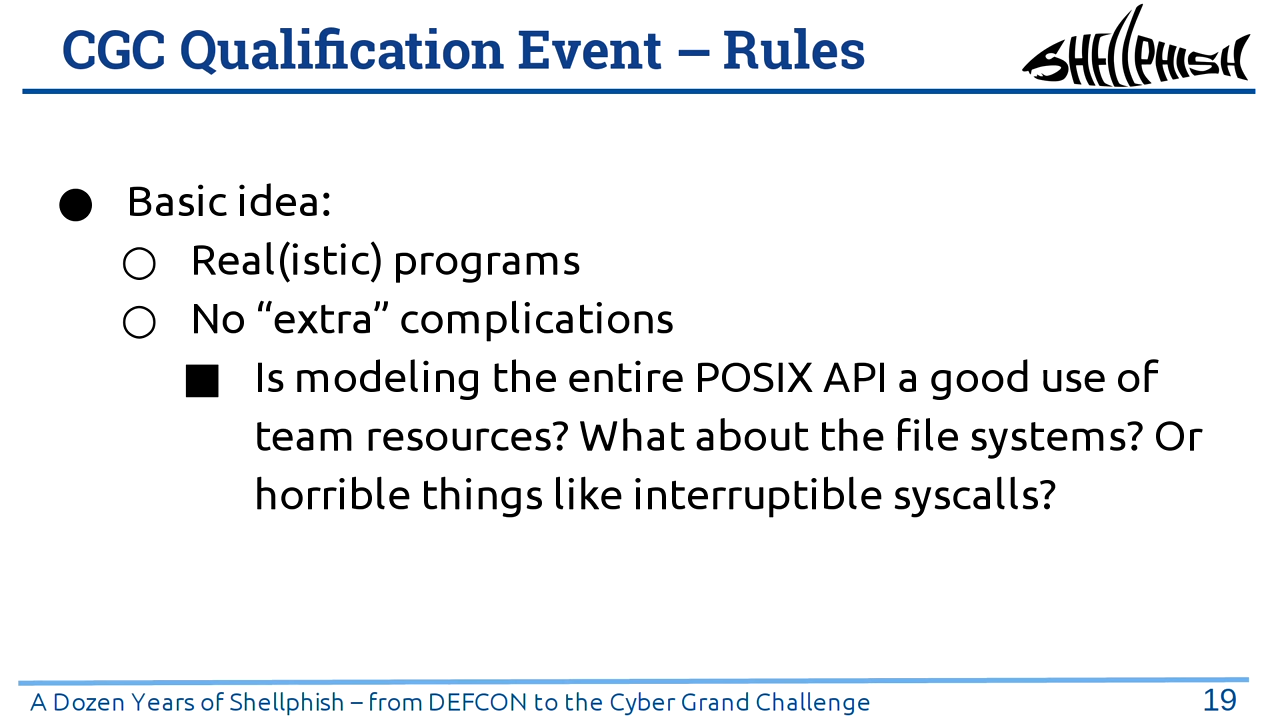 CGC Qualification Event – Rules
SHELLPHISH
● Basic idea:
○ Real(istic) programs
○ No “extra” complications
■ Is modeling the entire POSIX API a good use of
team resources? What about the file systems? Or
horrible things like interruptible syscalls?
A Dozen Years of Shellphish – from DEFCON to the Cyber Grand Challenge
19